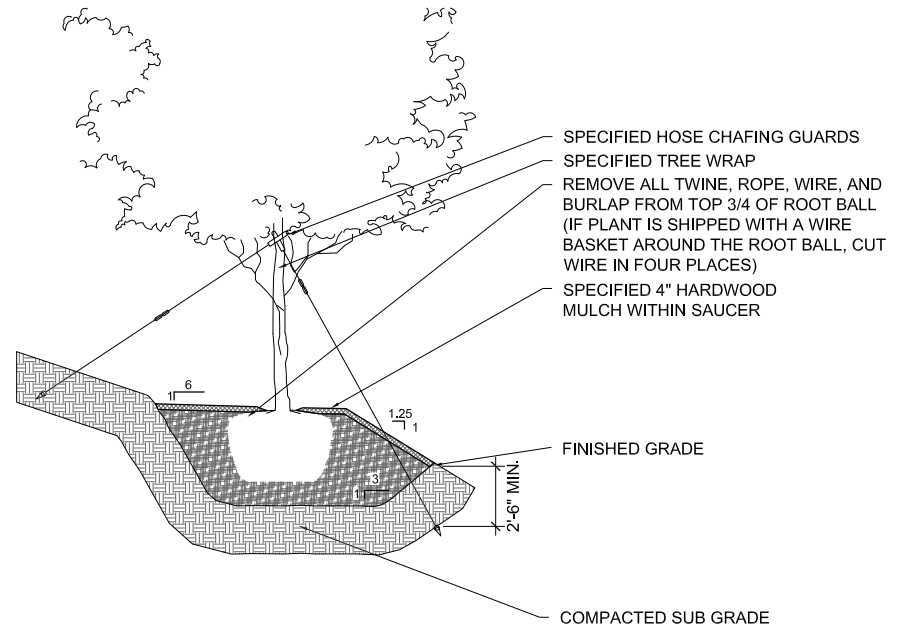 SPECIFIED HOSE CHAFING GUARDS
SPECIFIED TREE WRAP
REMOVE ALL TWINE, ROPE, WIRE, AND
BURLAP FROM TOP 3/4 OF ROOT BALL
(IF PLANT IS SHIPPED WITH A WIRE
BASKET AROUND THE ROOT BALL, CUT
WIRE IN FOUR PLACES)
SPECIFIED 4" HARDWOOD
MULCH WITHIN SAUCER
6
1
1.25
1
FINISHED GRADE
3
1
2'-6" MIN.
COMPACTED SUB GRADE